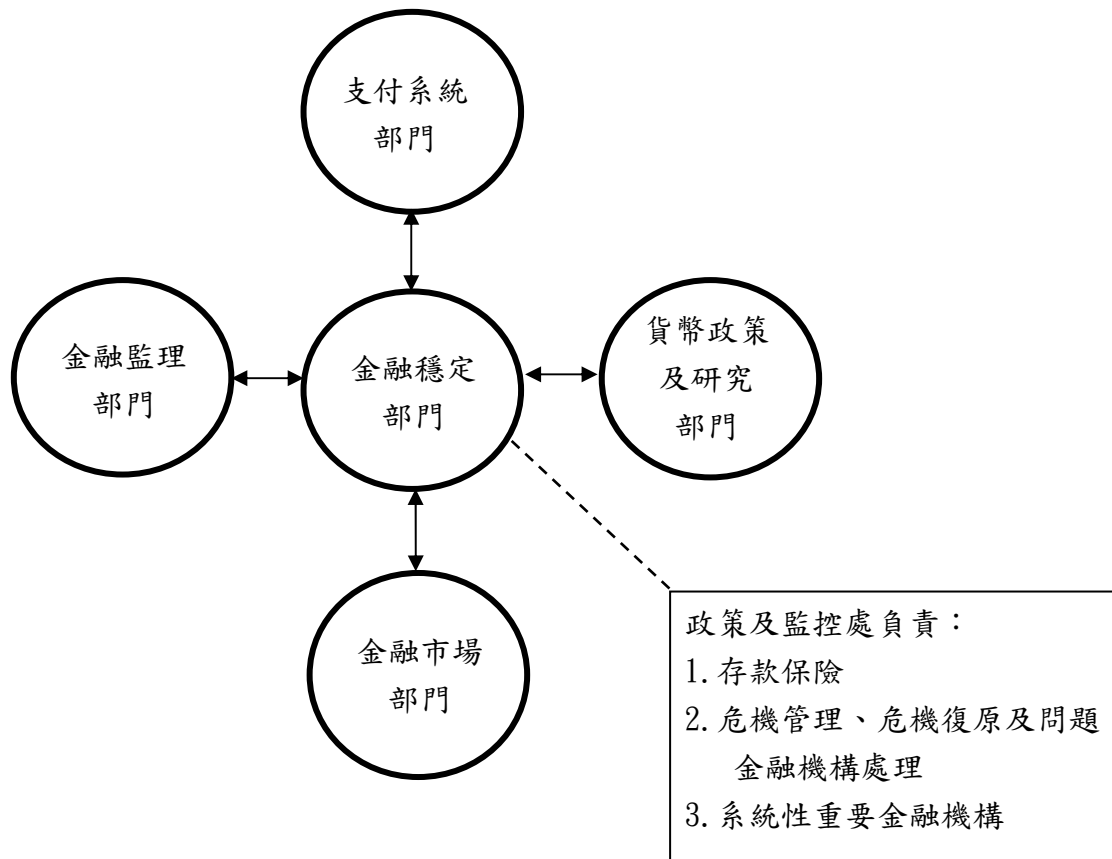 支付系統
部門
金融監理
部門
金融穩定
部門
貨幣政策
及研究
部門
金融市場
部門
政策及監控處負責：
1.存款保險
2.危機管理、危機復原及問題
金融機構處理
3.系統性重要金融機構